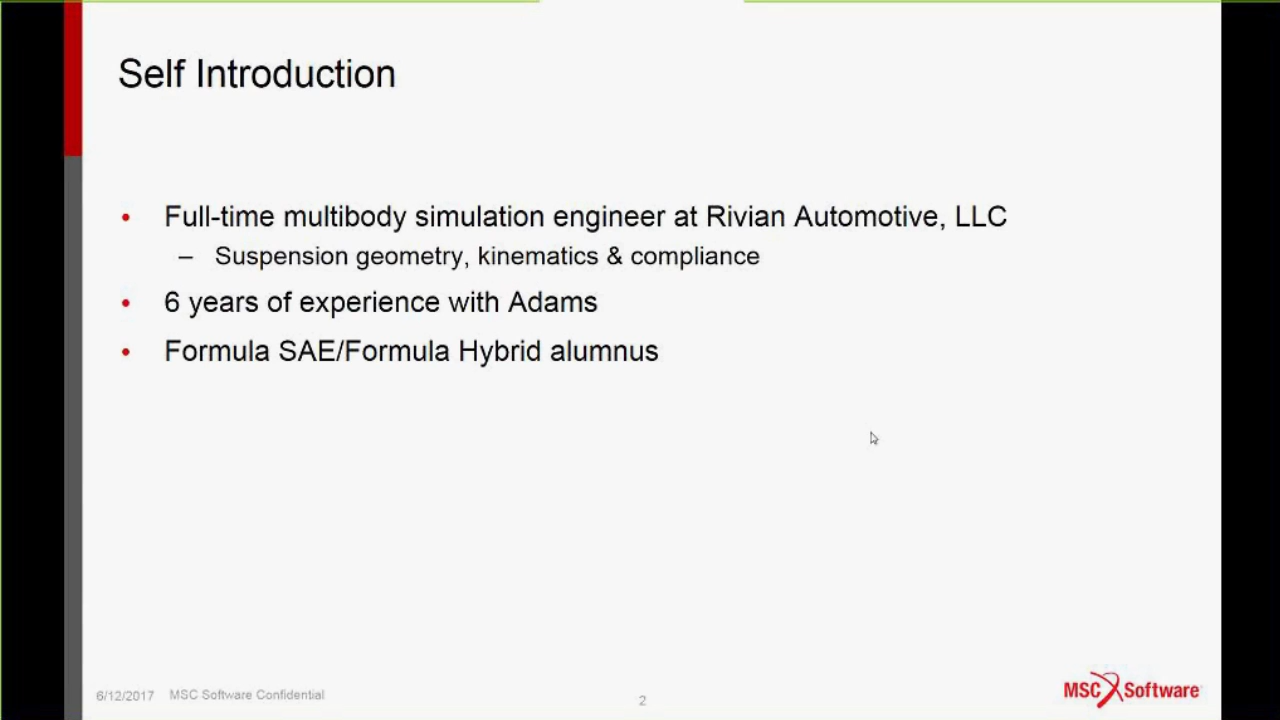 Self Introduction
• Full-time multibody simulation engineer at Rivian Automotive, LLC
– Suspension geometry, kinematics & compliance
• 6 years of experience with Adams
• Formula SAE/Formula Hybrid alumnus
6/12/2017 MSC Software Confidential
2
MSC Software